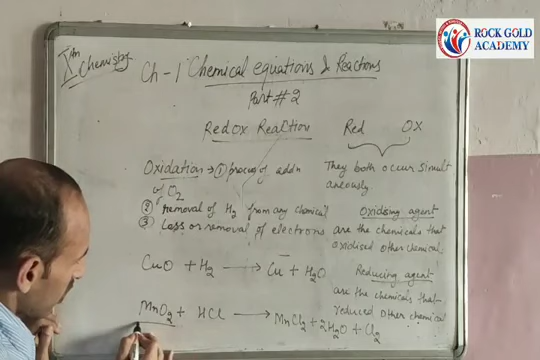 Xth Chemistry
ROCK GOLD
ACADEMY
Ch-1 Chemical equations & Reactions
Part # 2
Redox Reaction
Red OX
They both occur simult
aneously
Oxidation → ① process of addn
of O2
② removal of H2 from any chemical
③ Loss or removal of electrons
Oxidising agent
are the chemicals that
oxidised other chemical
CuO + H2 → Cu + H2O
Reducing agent
are the chemicals that
reduced other chemical
MnO2 + HCl → MnCl2 + 2H2O + Cl2